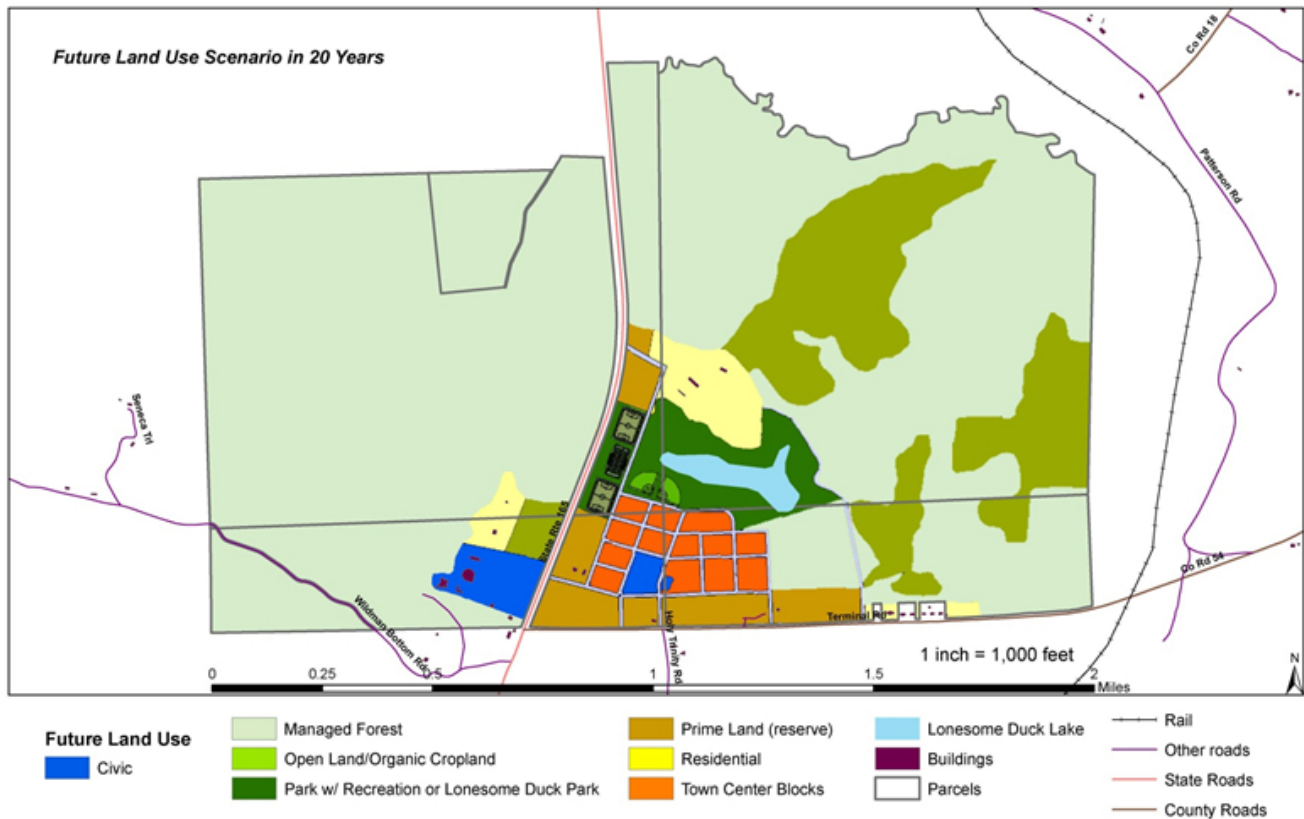 Future Land Use Scenario in 20 Years
Co Rd 18
Patterson Rd
Seneca Trl
State Rte 165
Wildman Bottom Rd
Holy Trinity Rd
Terminal Rd
Co Rd 54
1 inch = 1,000 feet
N
0 0.25 0.5 1 1.5 2
Miles
Future Land Use
Civic
Managed Forest
Open Land/Organic Cropland
Park w/ Recreation or Lonesome Duck Park
Prime Land (reserve)
Residential
Town Center Blocks
Lonesome Duck Lake
Buildings
Parcels
Rail
Other roads
State Roads
County Roads